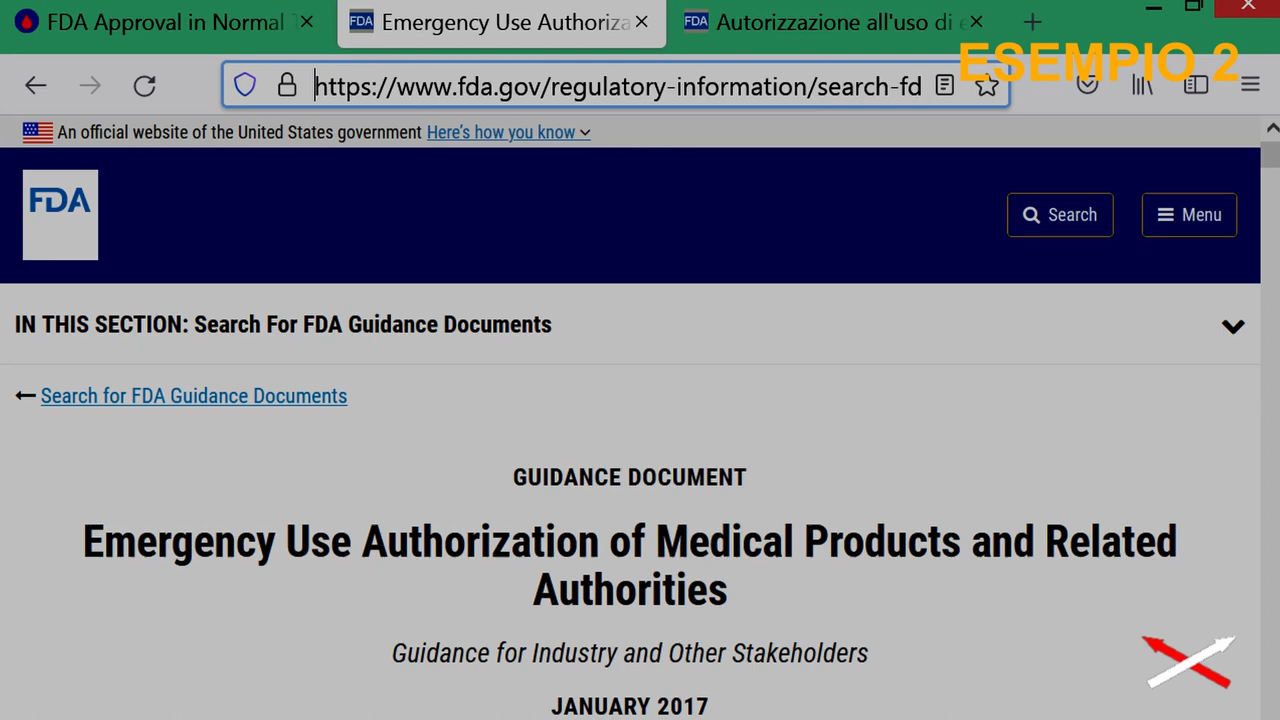 FDA Approval in Normal
Emergency Use Authoriza
FDA
Autorizzazione all'uso di e
FDA
ESEMPIO 2
https://www.fda.gov/regulatory-information/search-fd
An official website of the United States government Here's how you know
FDA
Search
Menu
IN THIS SECTION: Search For FDA Guidance Documents
Search for FDA Guidance Documents
GUIDANCE DOCUMENT
Emergency Use Authorization of Medical Products and Related
Authorities
Guidance for Industry and Other Stakeholders
JANUARY 2017